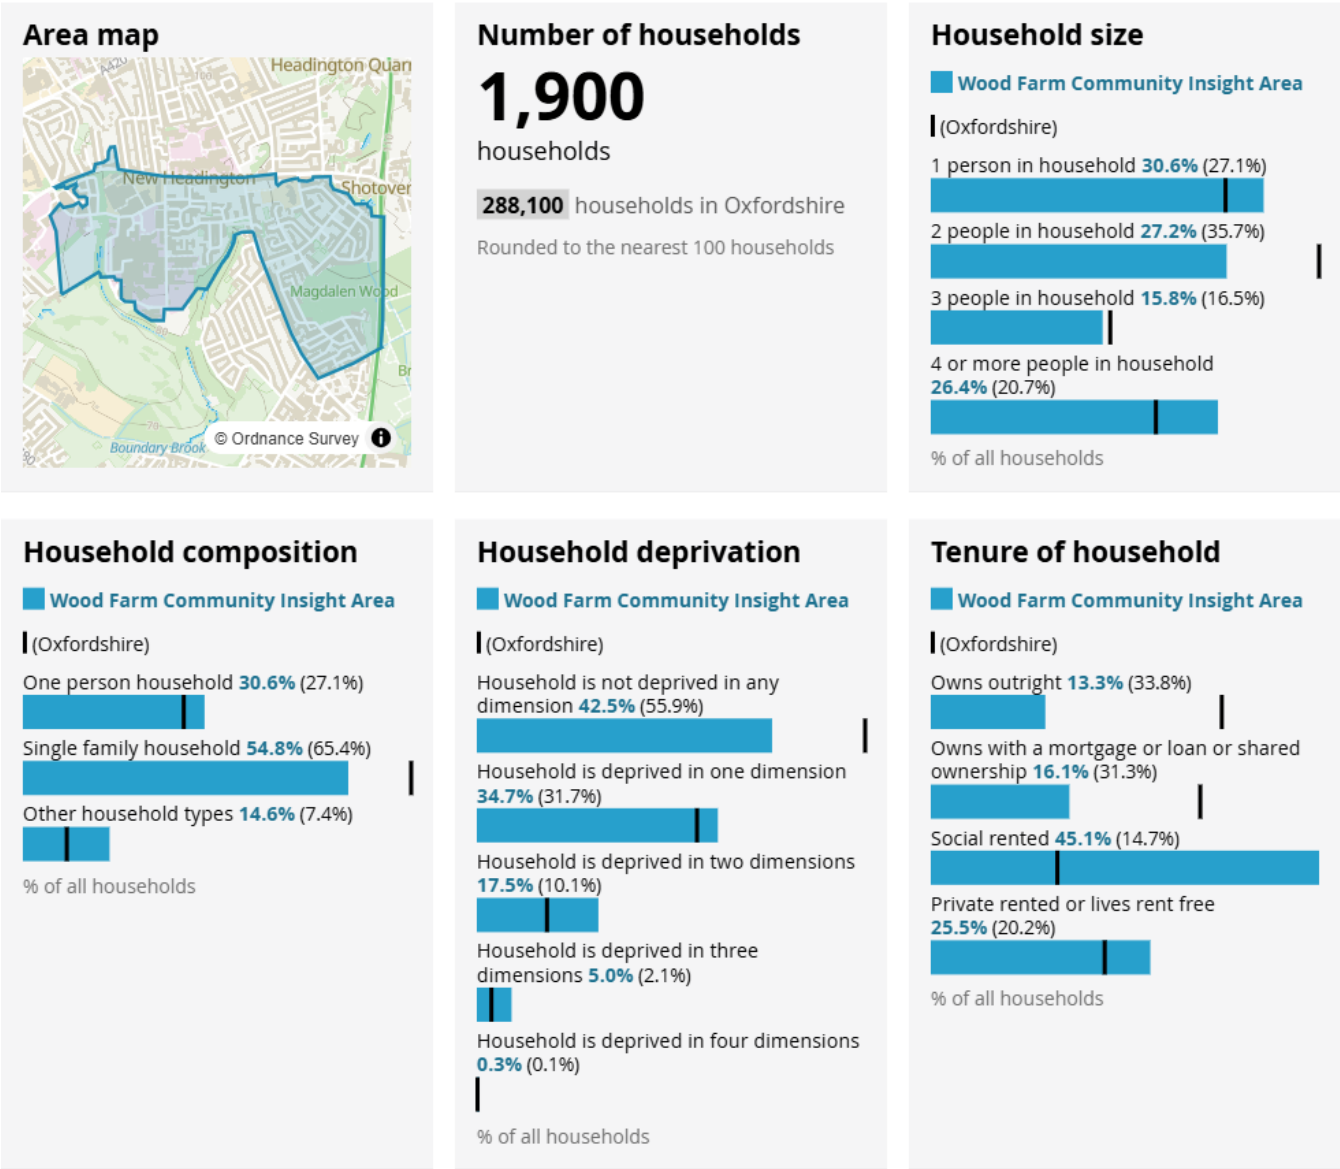 Area map
A420
100
Headington Quarr
New Headington
Shotover
Magdalen Wood
Br
80
70
Boundary Brook
© Ordnance Survey
Number of households
1,900
households
288,100 households in Oxfordshire
Rounded to the nearest 100 households
Household size
Wood Farm Community Insight Area
(Oxfordshire)
1 person in household 30.6% (27.1%)
2 people in household 27.2% (35.7%)
3 people in household 15.8% (16.5%)
4 or more people in household
26.4% (20.7%)
% of all households
Household composition
Wood Farm Community Insight Area
(Oxfordshire)
One person household 30.6% (27.1%)
Single family household 54.8% (65.4%)
Other household types 14.6% (7.4%)
% of all households
Household deprivation
Wood Farm Community Insight Area
(Oxfordshire)
Household is not deprived in any
dimension 42.5% (55.9%)
Household is deprived in one dimension
34.7% (31.7%)
Household is deprived in two dimensions
17.5% (10.1%)
Household is deprived in three
dimensions 5.0% (2.1%)
Household is deprived in four dimensions
0.3% (0.1%)
% of all households
Tenure of household
Wood Farm Community Insight Area
(Oxfordshire)
Owns outright 13.3% (33.8%)
Owns with a mortgage or loan or shared
ownership 16.1% (31.3%)
Social rented 45.1% (14.7%)
Private rented or lives rent free
25.5% (20.2%)
% of all households